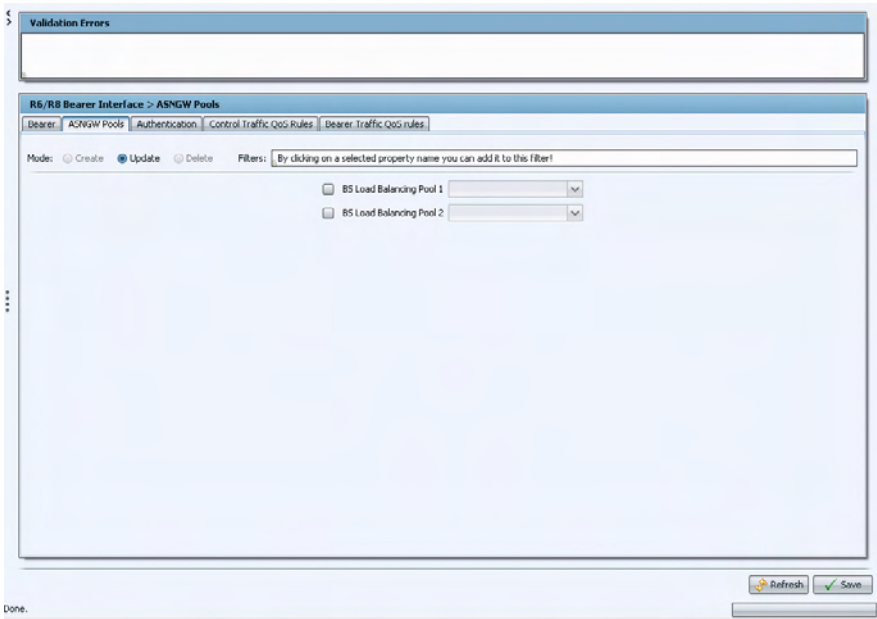 Validation Errors
R6/R8 Bearer Interface > ASNGW Pools
Bearer ASNGW Pools Authentication Control Traffic QoS Rules Bearer Traffic QoS rules
Mode: Create Update Delete Filters: By clicking on a selected property name you can add it to this filter!
BS Load Balancing Pool 1
BS Load Balancing Pool 2
Refresh Save
Done.